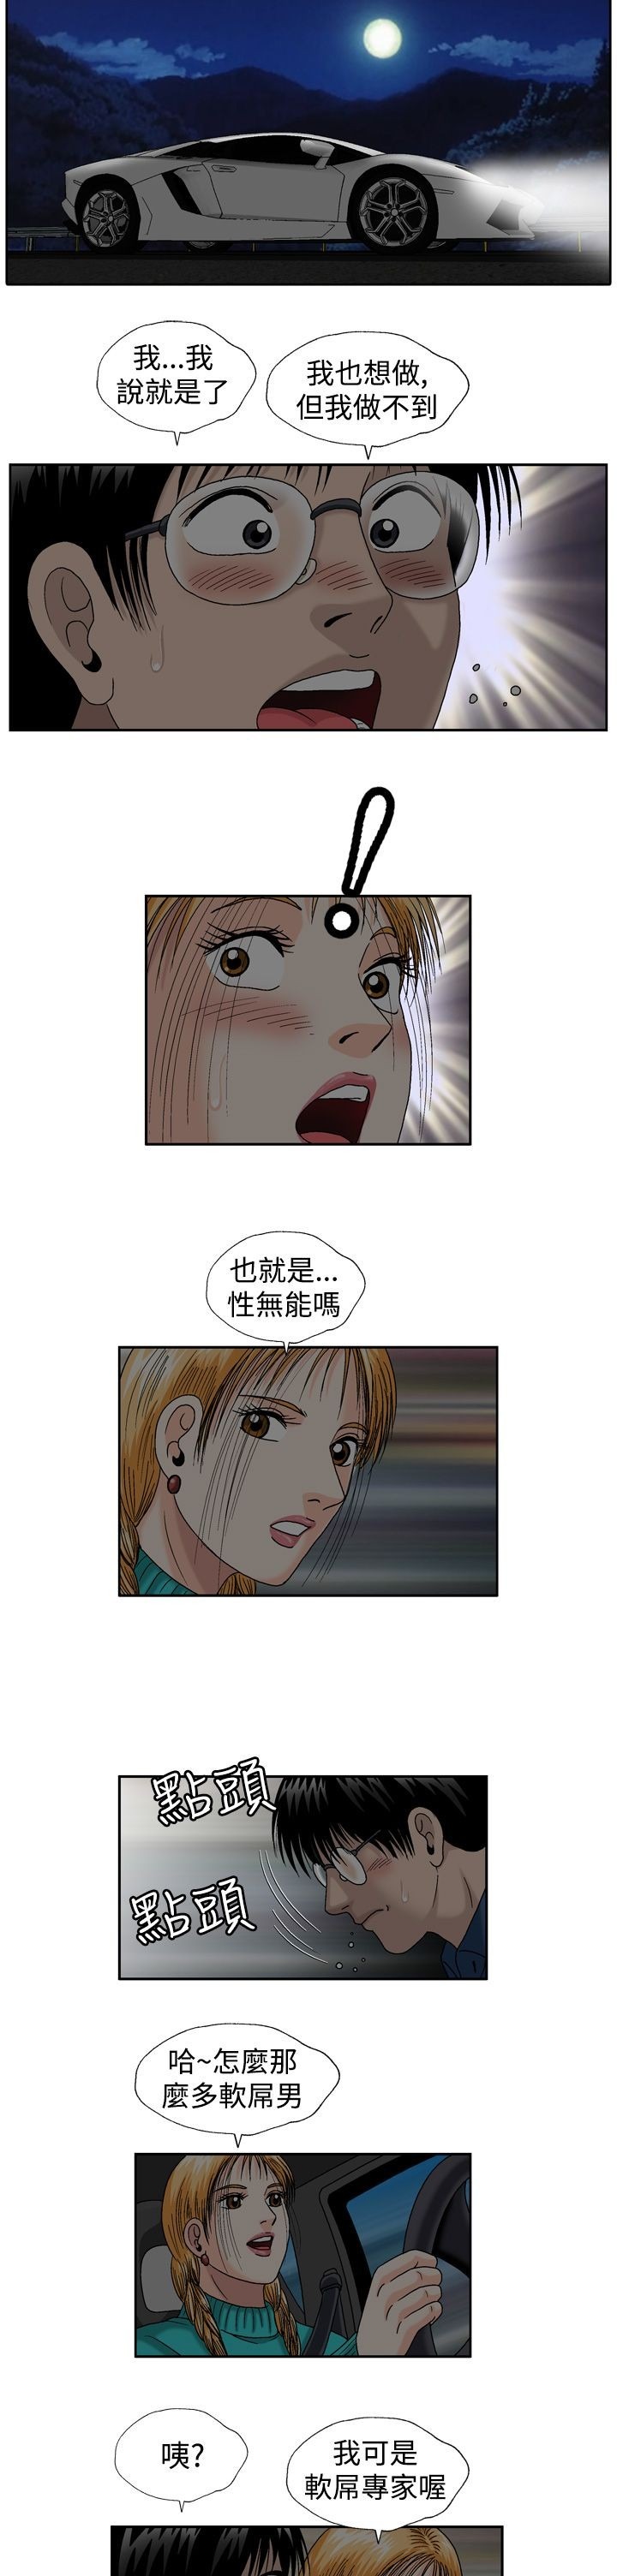 我...我
說就是了
我也想做,
但我做不到
也就是...
性無能嗎
點頭
點頭
哈~怎麼那
麼多軟屌男
咦?
我可是
軟屌專家喔